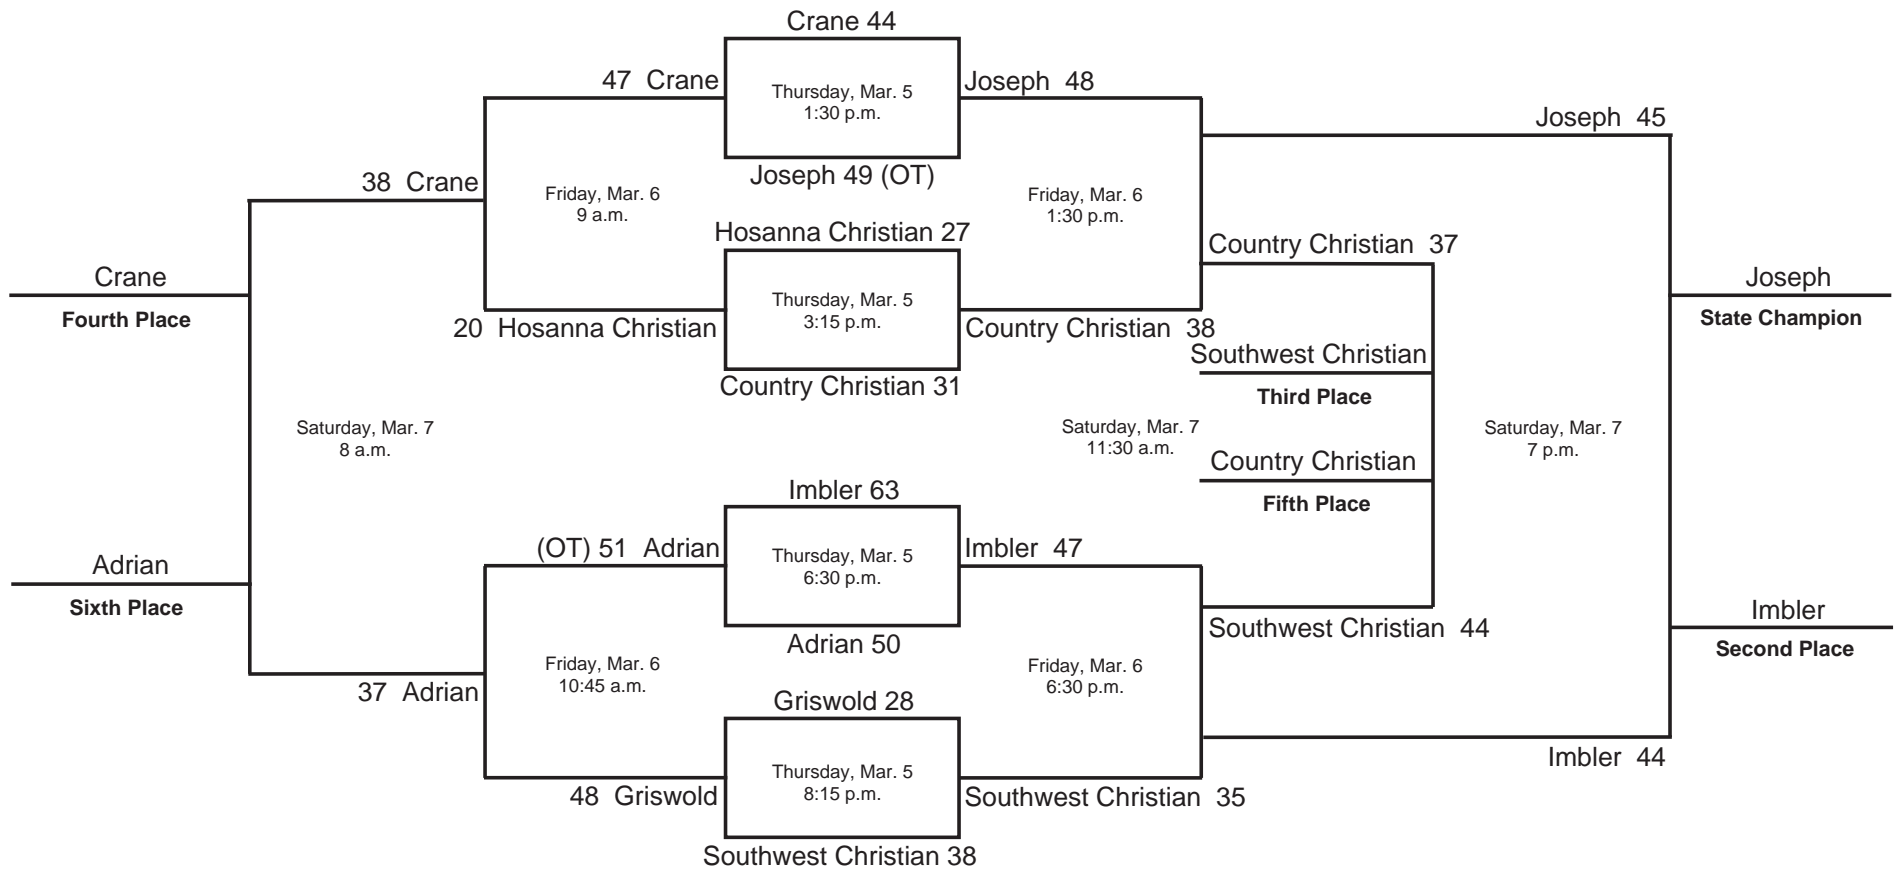 Crane 44
47  Crane
Thursday, Mar. 5
1:30 p.m.
Joseph  48
Joseph  45
Joseph 49 (OT)
38  Crane
Friday, Mar. 6
9 a.m.
Friday, Mar. 6
1:30 p.m.
Hosanna Christian 27
Country Christian  37
Crane
Fourth Place
Thursday, Mar. 5
3:15 p.m.
Joseph
State Champion
20  Hosanna Christian
Country Christian  38
Southwest Christian
Third Place
Country Christian 31
Saturday, Mar. 7
8 a.m.
Saturday, Mar. 7
11:30 a.m.
Saturday, Mar. 7
7 p.m.
Country Christian
Fifth Place
Imbler 63
(OT) 51  Adrian
Thursday, Mar. 5
6:30 p.m.
Imbler  47
Adrian
Sixth Place
Adrian 50
Southwest Christian  44
Imbler
Second Place
Friday, Mar. 6
10:45 a.m.
Friday, Mar. 6
6:30 p.m.
37  Adrian
Griswold 28
Imbler  44
Thursday, Mar. 5
8:15 p.m.
48  Griswold
Southwest Christian  35
Southwest Christian 38